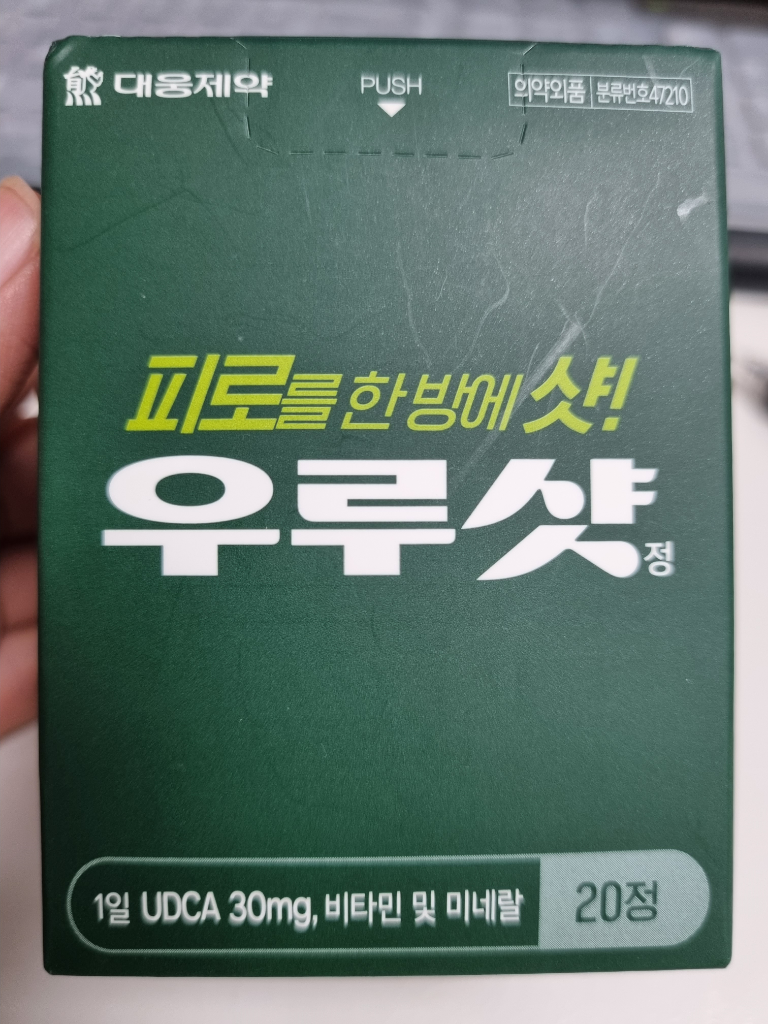 대웅제약
PUSH
의약외품 분류번호47210
피로를 한 방에 샷!
우루샷정
1일 UDCA 30mg, 비타민 및 미네랄
20정